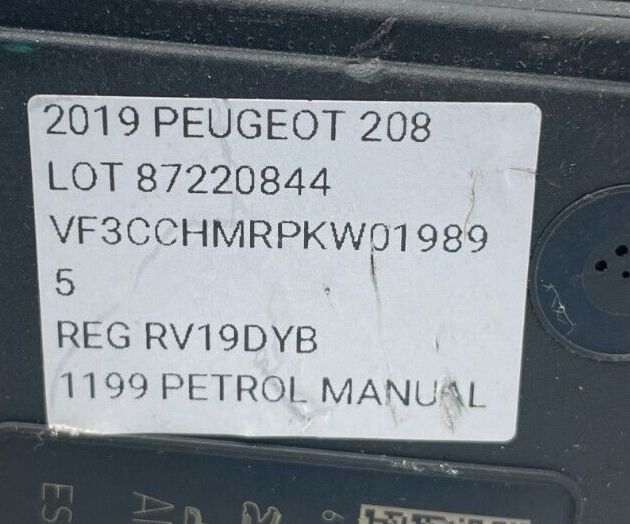 2019 PEUGEOT 208
LOT 87220844
VF3CCHMRPKW01989
5
REG RV19DYB
1199 PETROL MANUAL